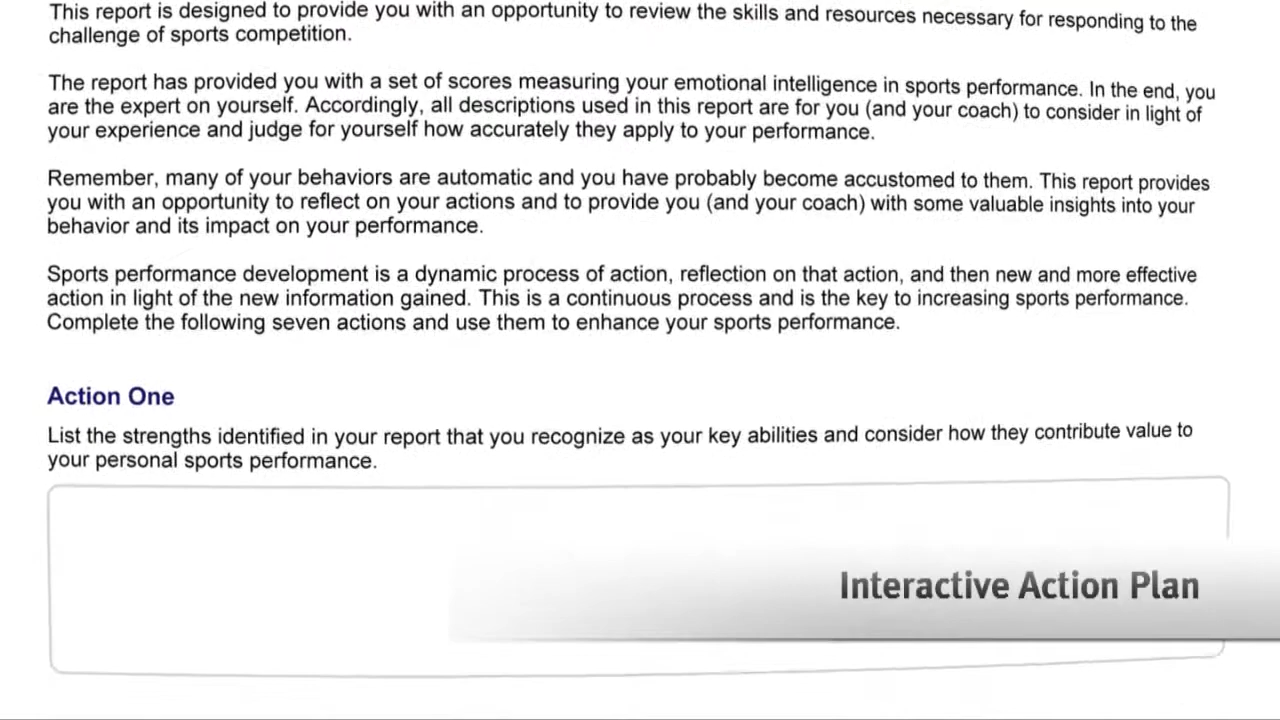 This report is designed to provide you with an opportunity to review the skills and resources necessary for responding to the
challenge of sports competition.
The report has provided you with a set of scores measuring your emotional intelligence in sports performance. In the end, you
are the expert on yourself. Accordingly, all descriptions used in this report are for you (and your coach) to consider in light of
your experience and judge for yourself how accurately they apply to your performance.
Remember, many of your behaviors are automatic and you have probably become accustomed to them. This report provides
you with an opportunity to reflect on your actions and to provide you (and your coach) with some valuable insights into your
behavior and its impact on your performance.
Sports performance development is a dynamic process of action, reflection on that action, and then new and more effective
action in light of the new information gained. This is a continuous process and is the key to increasing sports performance.
Complete the following seven actions and use them to enhance your sports performance.
Action One
List the strengths identified in your report that you recognize as your key abilities and consider how they contribute value to
your personal sports performance.
Interactive Action Plan